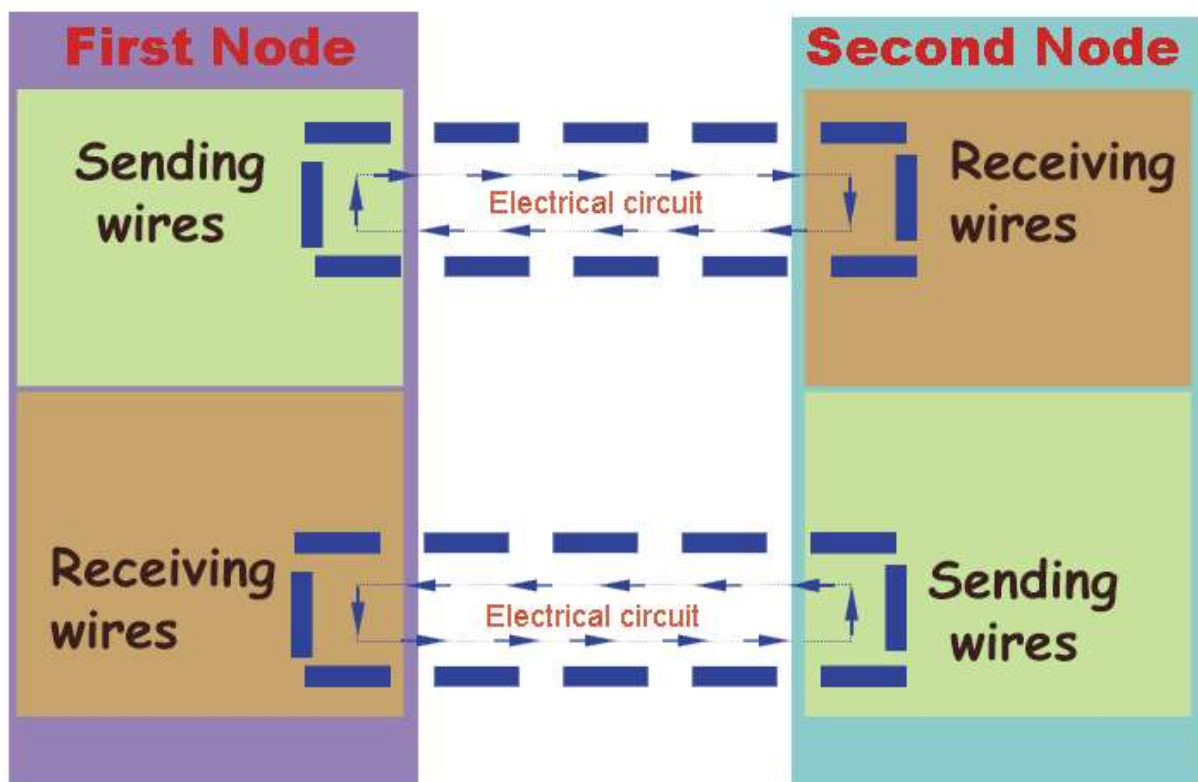 First Node
Second Node
Sending
wires
Electrical circuit
Receiving
wires
Receiving
wires
Electrical circuit
Sending
wires